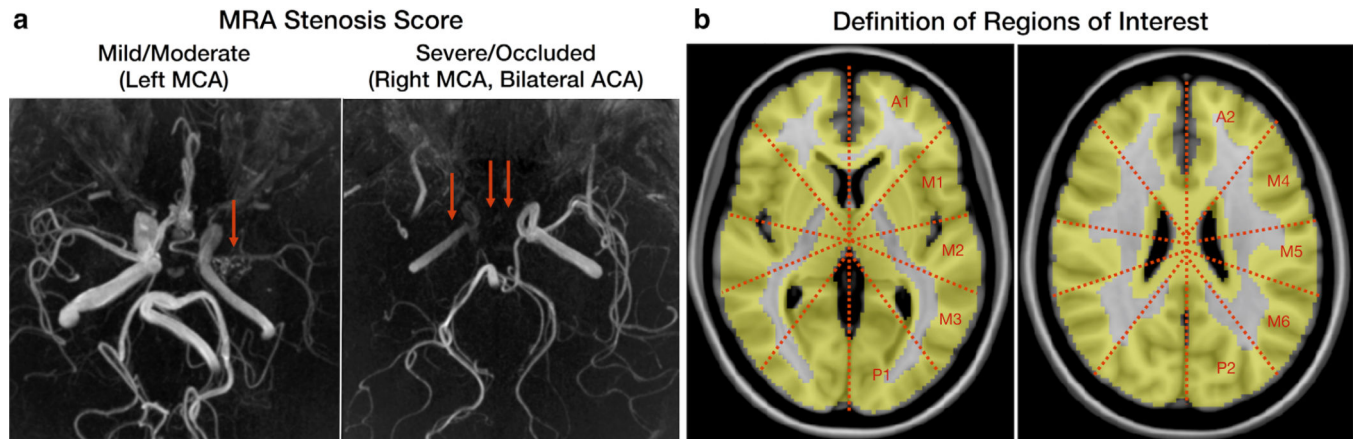 a
MRA Stenosis Score
Mild/Moderate
(Left MCA)
Severe/Occluded
(Right MCA, Bilateral ACA)
b
Definition of Regions of Interest
A1
M1
M2
M3
P1
A2
M4
M5
M6
P2